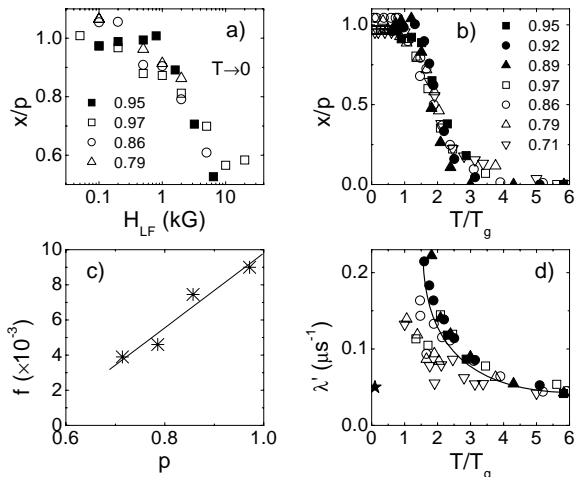 a)
T→0
x/p
1.0
0.8
0.6
0.95
0.97
0.86
0.79
0.1
1
10
H_LF (kG)
b)
x/p
1.0
0.5
0.0
0.95
0.92
0.89
0.97
0.86
0.79
0.71
0 1 2 3 4 5 6
T/T_g
c)
f (×10⁻³)
10
8
6
4
2
0
0.6 0.8 1.0
p
d)
λ' (μs⁻¹)
0.2
0.1
0.0
0 1 2 3 4 5 6
T/T_g